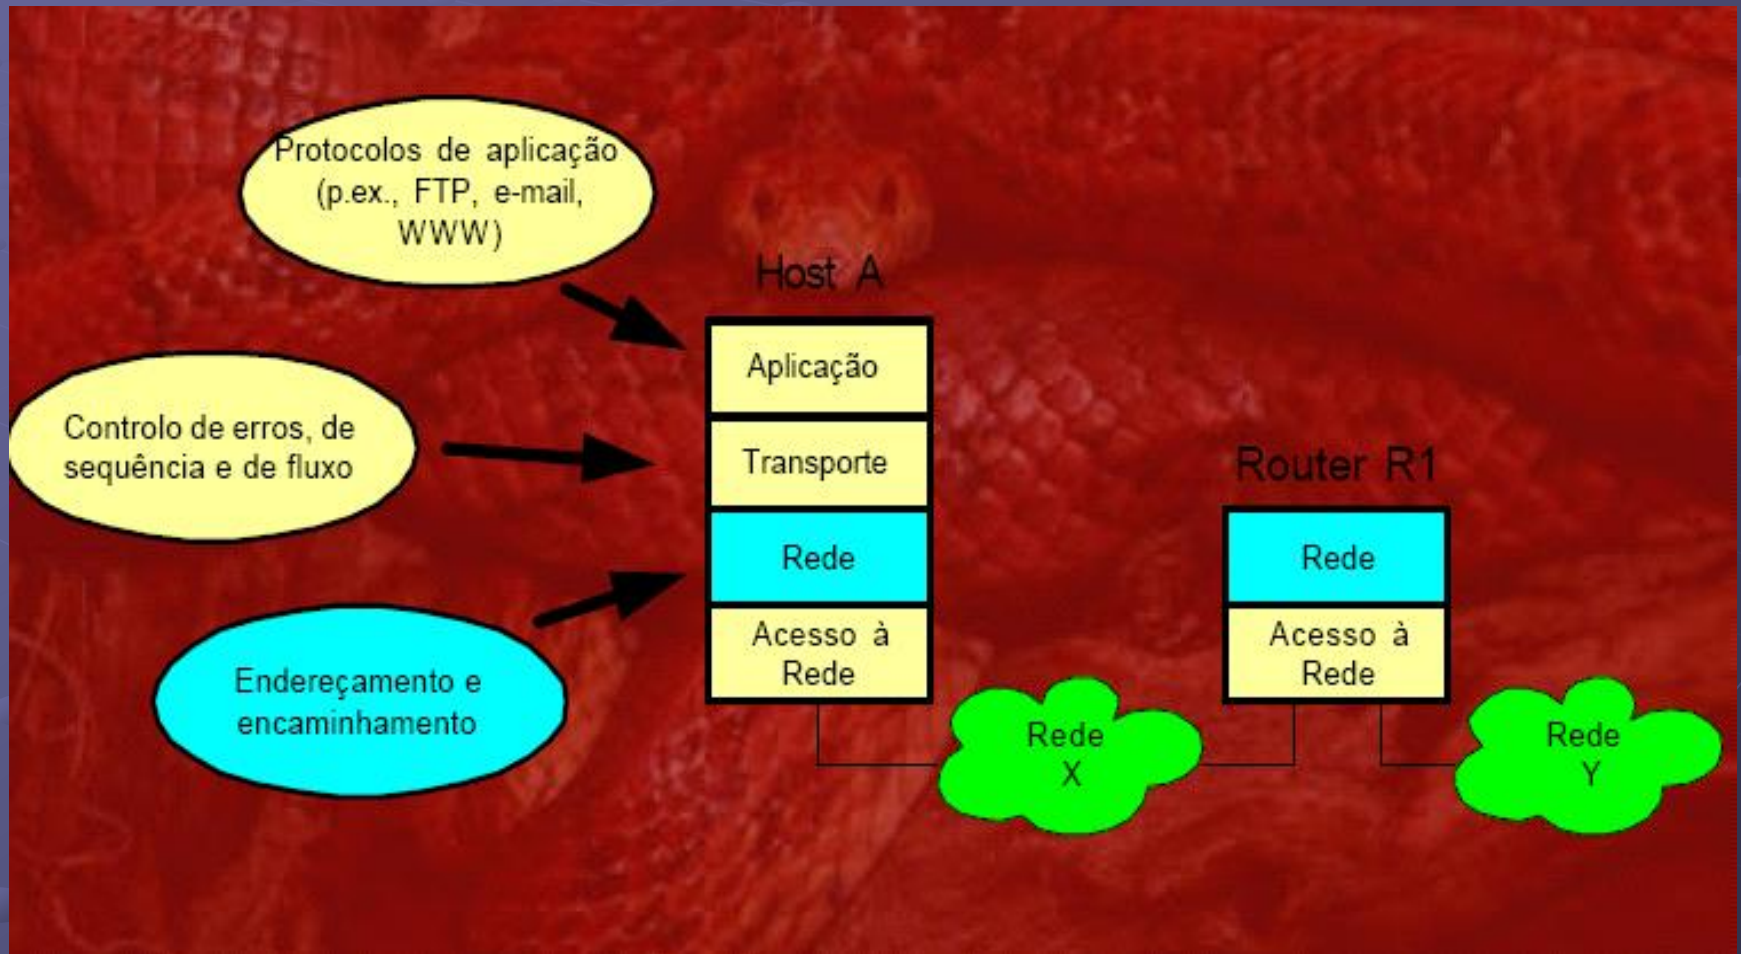 Protocolos de aplicação
(p.ex., FTP, e-mail,
WWW)
Host A
Aplicação
Controlo de erros, de
sequência e de fluxo
Transporte
Router R1
Rede
Rede
Acesso à
Rede
Acesso à
Rede
Endereçamento e
encaminhamento
Rede
X
Rede
Y